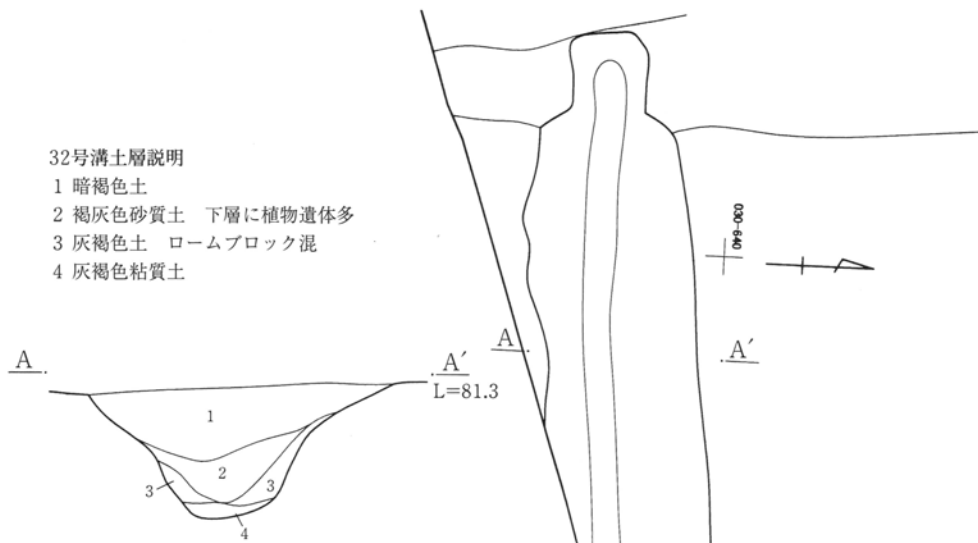 32号溝土層説明
1 暗褐色土
2 褐灰色砂質土　下層に植物遺体多
3 灰褐色土　ロームブロック混
4 灰褐色粘質土
A
A′
L=81.3
1
2
3
3
4
030-640
A
A′